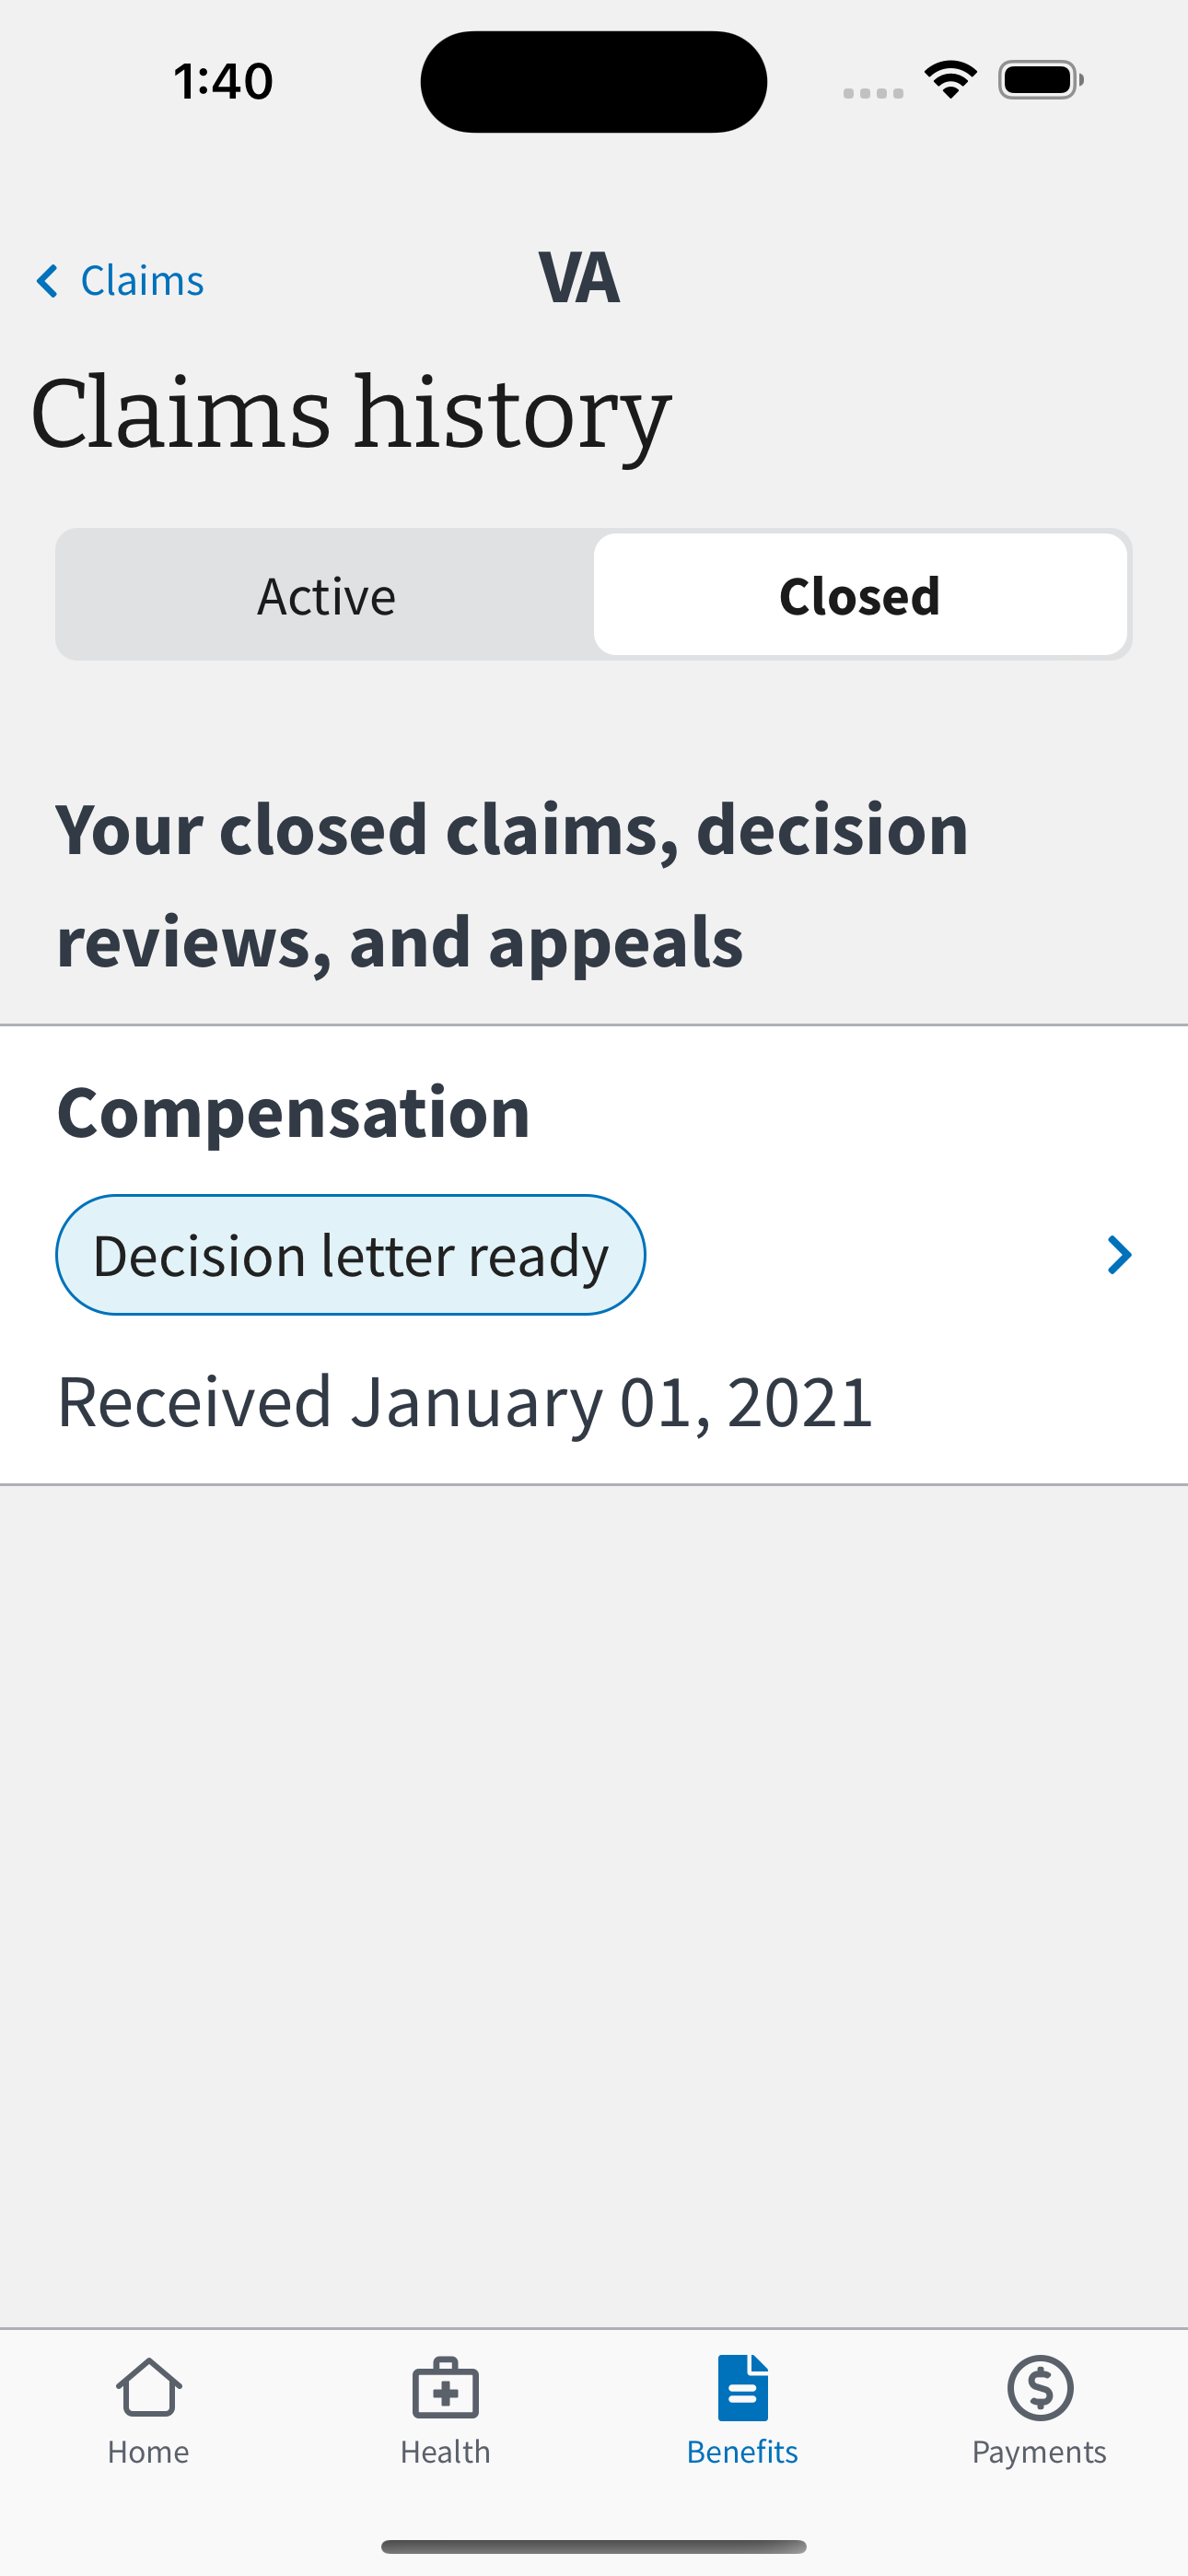 1:40
Claims
VA
Claims history
Active
Closed
Your closed claims, decision
reviews, and appeals
Compensation
Decision letter ready
Received January 01, 2021
Home
Health
Benefits
Payments